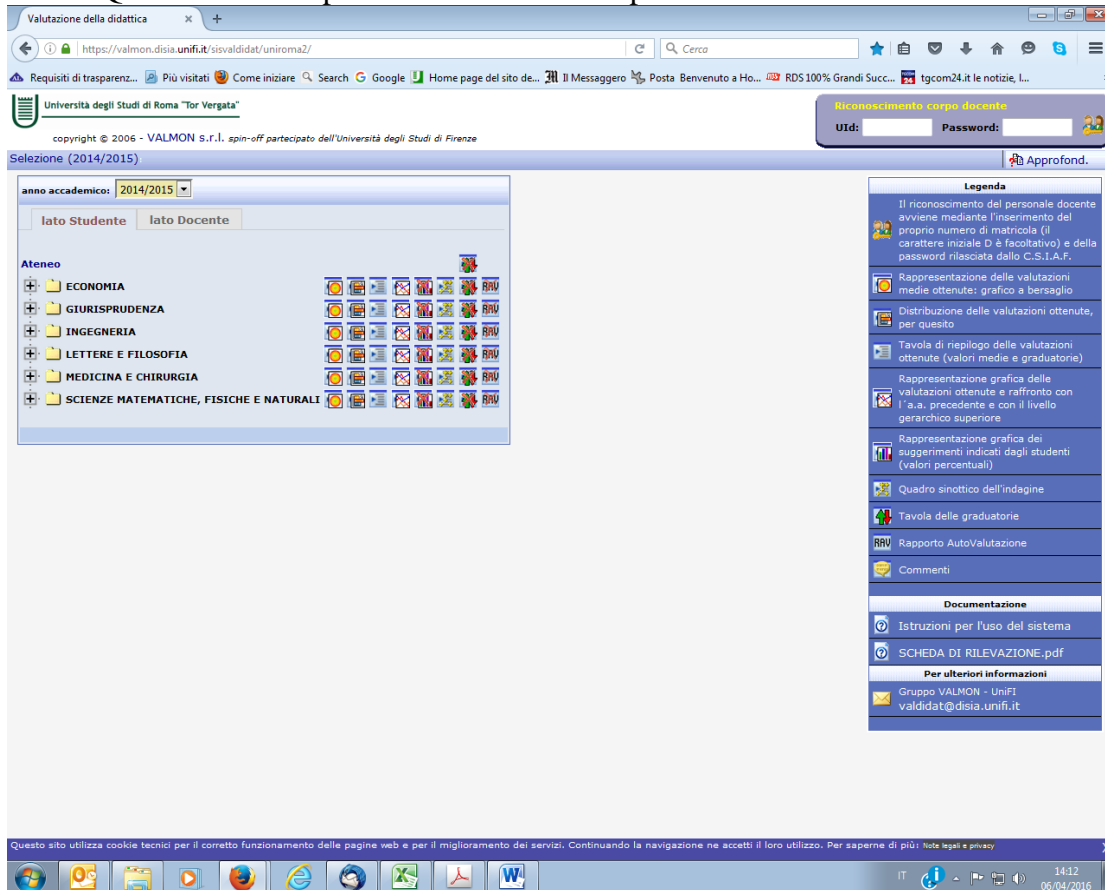 Valutazione della didattica
https://valmon.disia.unifi.it/sisvaldidat/uniroma2/
Cerca
Requisiti di trasparenz... Più visitati Come iniziare Search Google Home page del sito de... Il Messaggero Posta Benvenuto a Ho... RDS 100% Grandi Succ... tgcom24.it le notizie, l...
Università degli Studi di Roma "Tor Vergata"
copyright © 2006 - VALMON S.r.l. spin-off partecipato dell'Università degli Studi di Firenze
Riconoscimento corpo docente
UId: Password:
Selezione (2014/2015)
Approfond.
anno accademico: 2014/2015
lato Studente lato Docente
Ateneo
ECONOMIA RAV
GIURISPRUDENZA RAV
INGEGNERIA RAV
LETTERE E FILOSOFIA RAV
MEDICINA E CHIRURGIA RAV
SCIENZE MATEMATICHE, FISICHE E NATURALI RAV
Legenda
Il riconoscimento del personale docente
avviene mediante l'inserimento del
proprio numero di matricola (il
carattere iniziale D è facoltativo) e della
password rilasciata dallo C.S.I.A.F.
Rappresentazione delle valutazioni
medie ottenute: grafico a bersaglio
Distribuzione delle valutazioni ottenute,
per quesito
Tavola di riepilogo delle valutazioni
ottenute (valori medie e graduatorie)
Rappresentazione grafica delle
valutazioni ottenute e raffronto con
l´a.a. precedente e con il livello
gerarchico superiore
Rappresentazione grafica dei
suggerimenti indicati dagli studenti
(valori percentuali)
Quadro sinottico dell'indagine
Tavola delle graduatorie
RAV Rapporto AutoValutazione
Commenti
Documentazione
Istruzioni per l'uso del sistema
SCHEDA DI RILEVAZIONE.pdf
Per ulteriori informazioni
Gruppo VALMON - UniFI
valdidat@disia.unifi.it
Questo sito utilizza cookie tecnici per il corretto funzionamento delle pagine web e per il miglioramento dei servizi. Continuando la navigazione ne accetti il loro utilizzo. Per saperne di più: Note legali e privacy
IT
14:12
06/04/2016